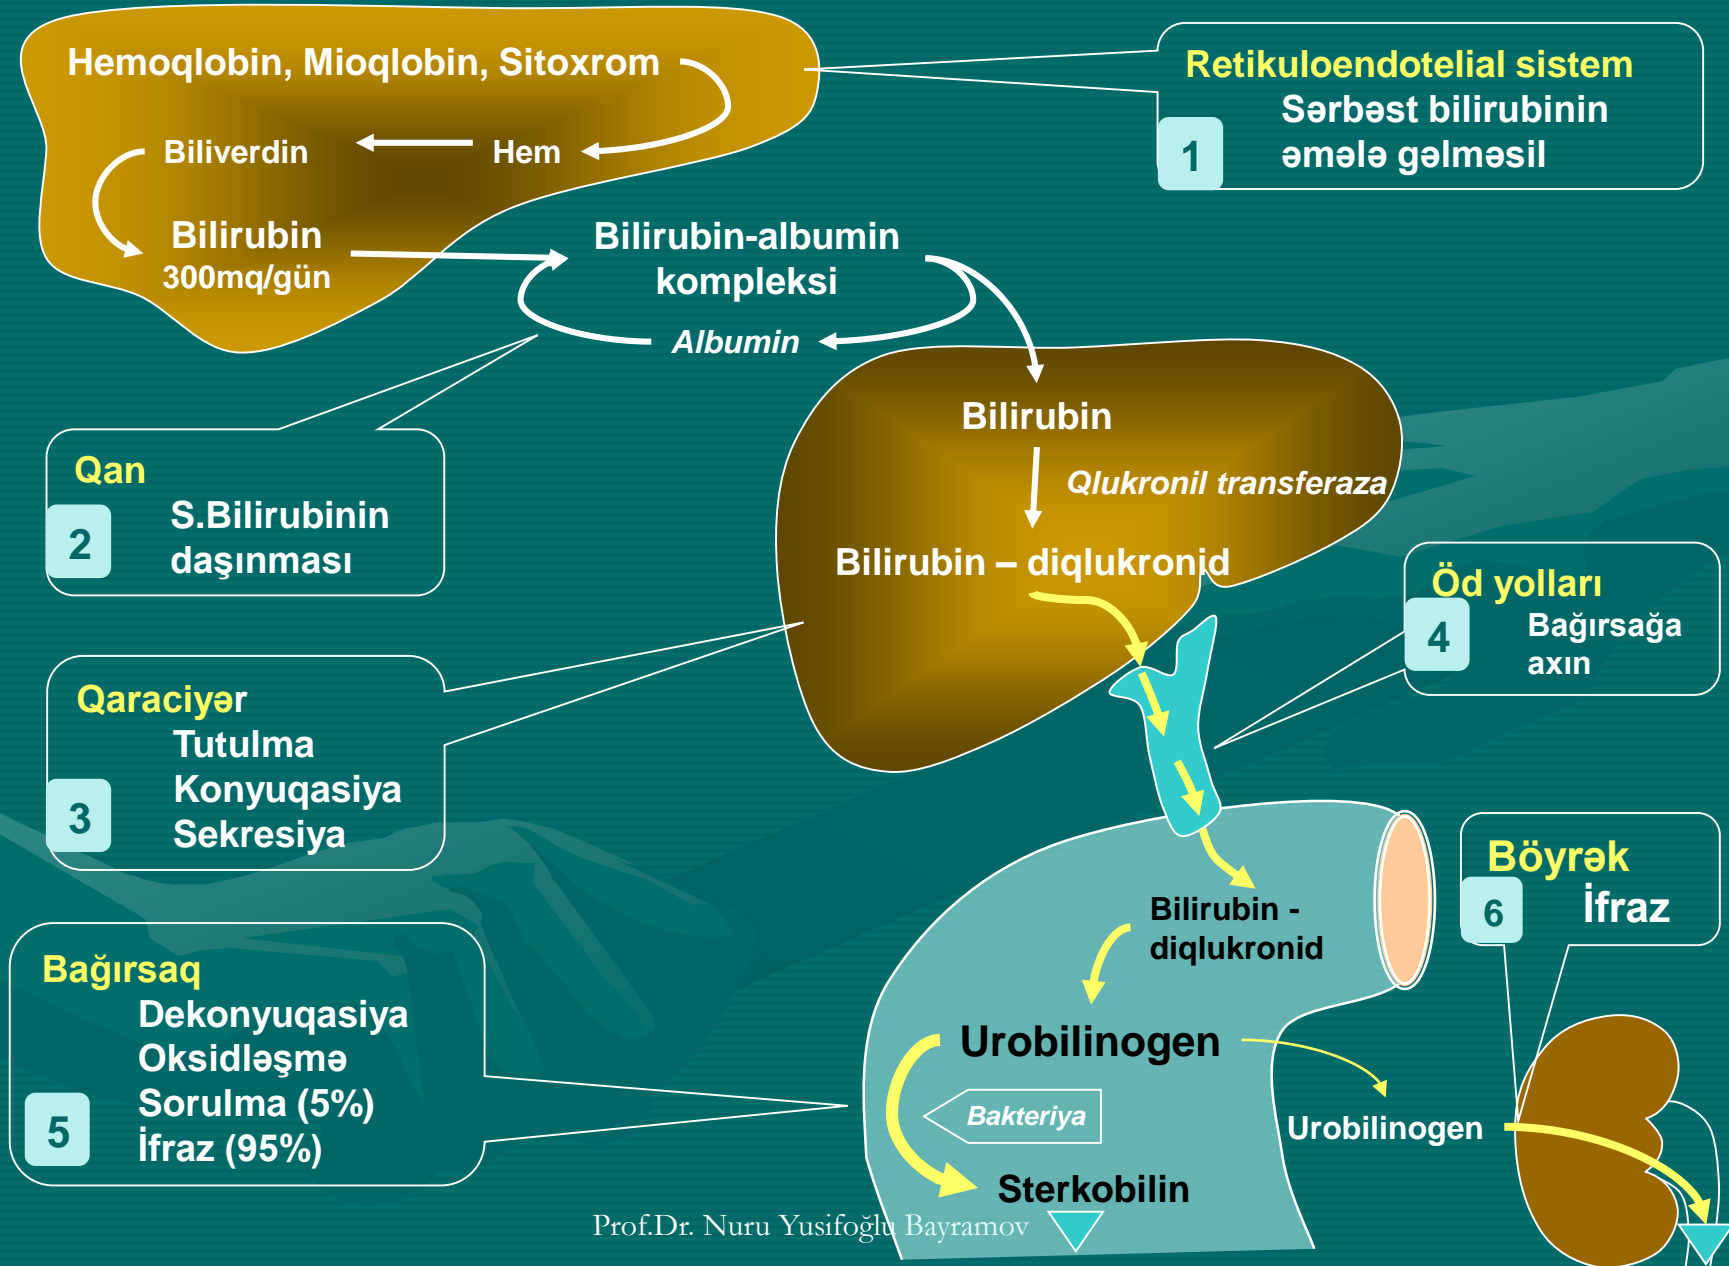 Hemoqlobin, Mioqlobin, Sitoxrom
Biliverdin
Hem
Bilirubin
300mq/gün
Retikuloendotelial sistem
Sərbəst bilirubinin
əmələ gəlməsil
1
Bilirubin-albumin
kompleksi
Albumin
Qan
S.Bilirubinin
daşınması
2
Bilirubin
Qlukronil transferaza
Bilirubin – diqlukronid
Qaraciyər
Tutulma
Konyuqasiya
Sekresiya
3
Öd yolları
Bağırsağa
axın
4
Bağırsaq
Dekonyuqasiya
Oksidləşmə
Sorulma (5%)
İfraz (95%)
5
Bilirubin -
diqlukronid
Urobilinogen
Bakteriya
Sterkobilin
Urobilinogen
Böyrək
İfraz
6
Prof.Dr. Nuru Yusifoğlu Bayramov